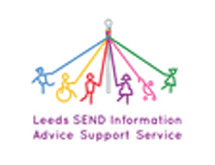 Leeds SEND Information
Advice Support Service